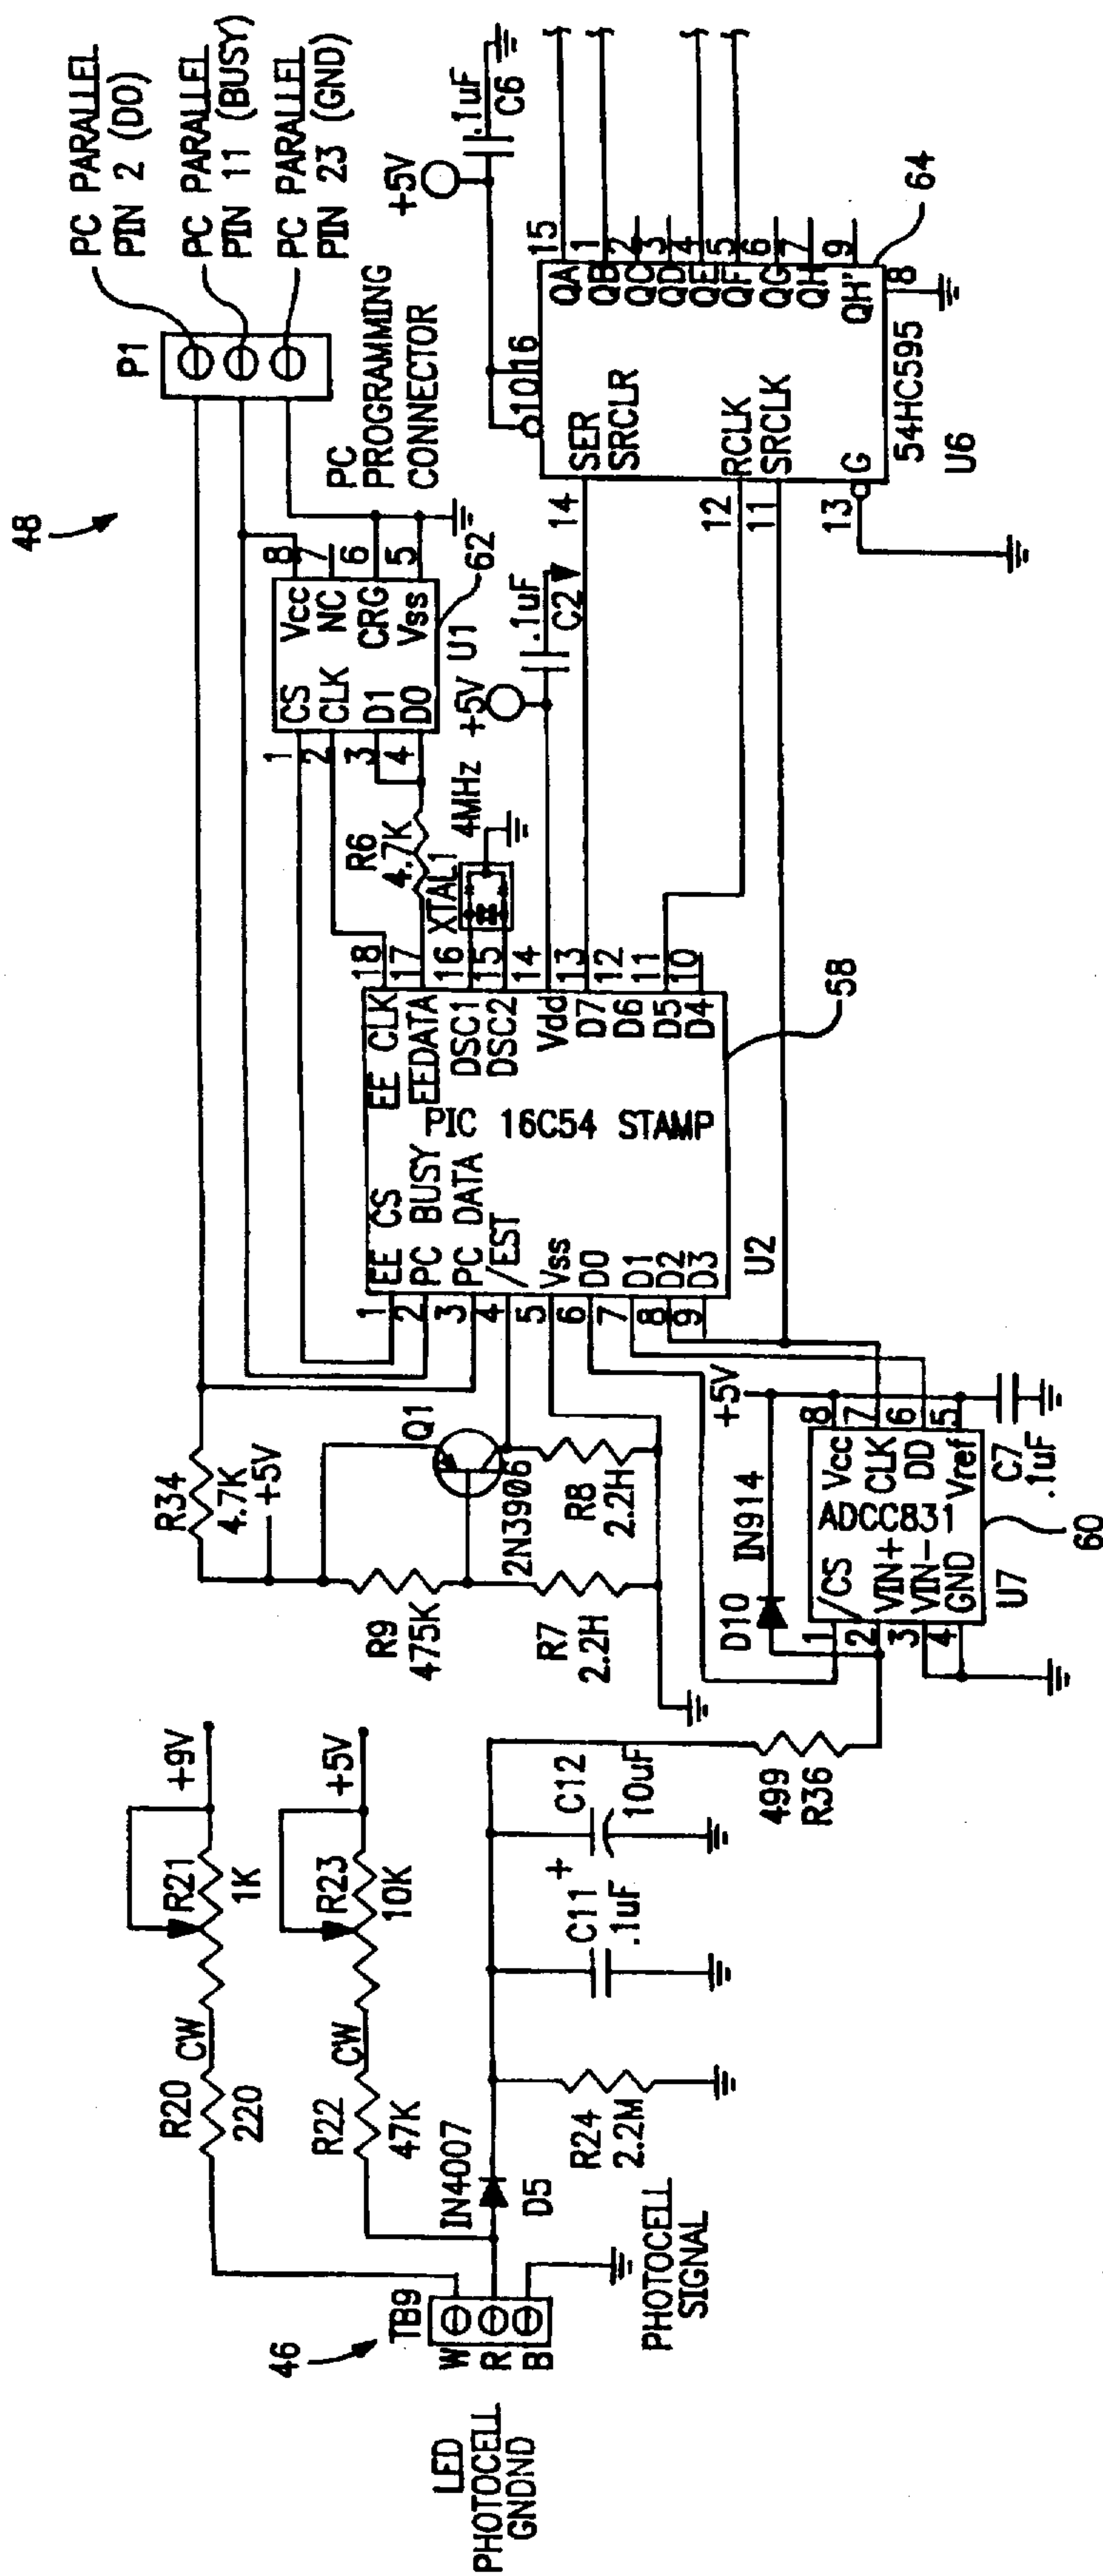 48
46
LED
PHOTOCELL
GNDND
W
R
B
TB9
PHOTOCELL
SIGNAL
R20
220
CW
R21
1K
+9V
R22
47K
CW
R23
10K
+5V
IN4007
D5
R24
2.2M
C11
.1uF
+
C12
10uF
499
R36
R34
4.7K
+5V
R9
475K
Q1
2N3906
R7
2.2H
R8
2.2H
D10
IN914
+5V
1
2
3
4
/CS
VIN+
VIN-
GND
ADCC831
Vcc
CLK
DD
Vref
8
7
6
5
U7
60
C7
.1uF
1
2
3
4
5
6
7
8
9
EE CS
PC BUSY
PC DATA
/EST
Vss
D0
D1
D2
D3
PIC 16C54 STAMP
EE CLK
EEDATA
DSC1
DSC2
Vdd
D7
D6
D5
D4
18
17
16
15
14
13
12
11
10
U2
58
R6
4.7K
XTAL1
4MHz
1
2
3
4
CS
CLK
D1
D0
Vcc
NC
CRG
Vss
8
7
6
5
U1
62
+5V
.1uF
C2
P1
PC PARALLEL
PIN 2 (DO)
PC PARALLEL
PIN 11 (BUSY)
PC PARALLEL
PIN 23 (GND)
PC
PROGRAMMING
CONNECTOR
+5V
.1uF
C6
10
16
14
12
11
13
SER
SRCLR
RCLK
SRCLK
G
QA
QB
QC
QD
QE
QF
QG
QH
QH'
15
1
2
3
4
5
6
7
9
8
54HC595
U6
64